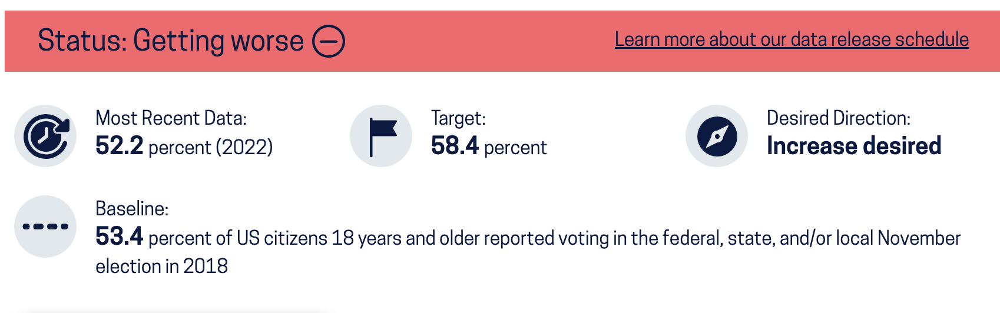 Status: Getting worse
Learn more about our data release schedule
Most Recent Data:
52.2 percent (2022)
Target:
58.4 percent
Desired Direction:
Increase desired
Baseline:
53.4 percent of US citizens 18 years and older reported voting in the federal, state, and/or local November
election in 2018